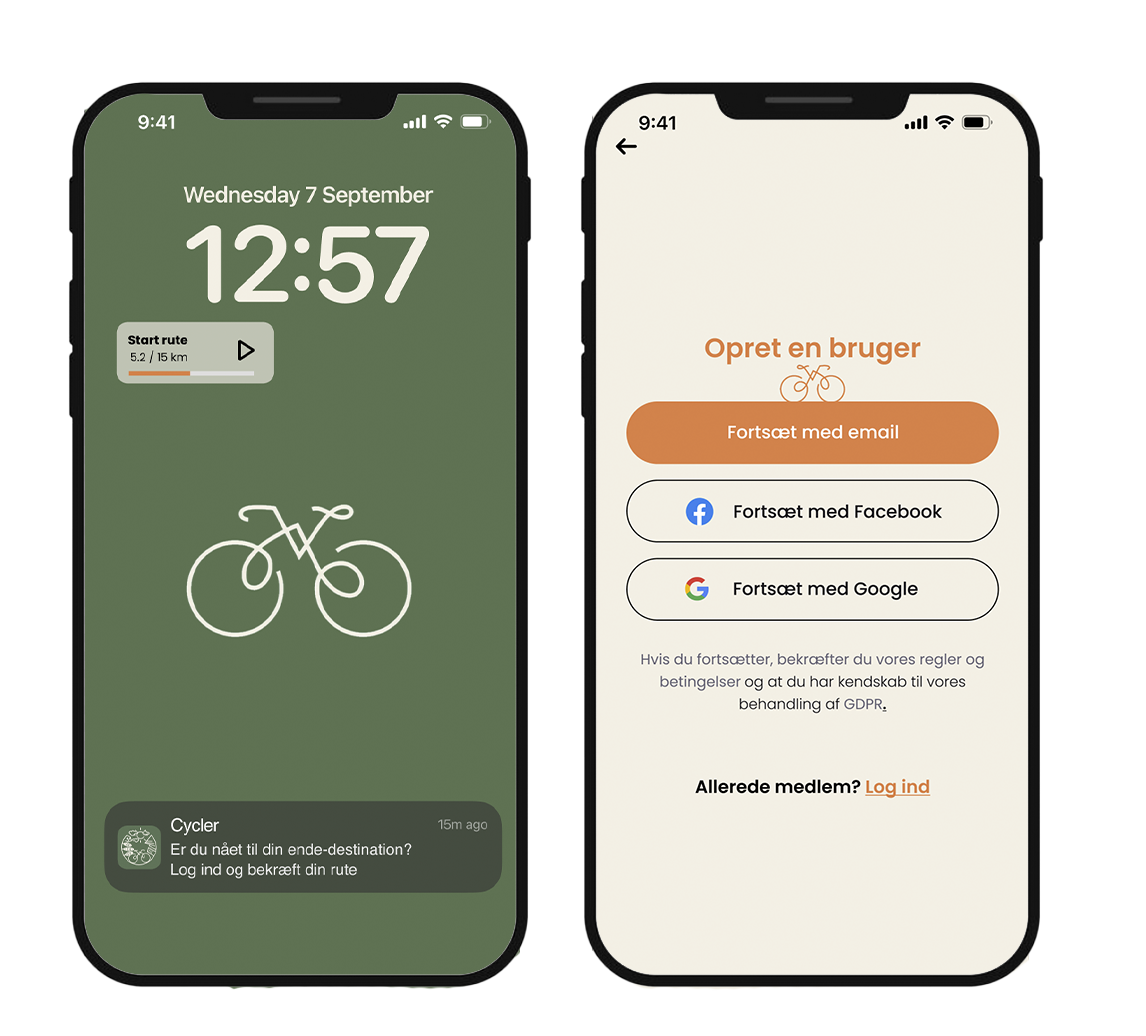 9:41
Wednesday 7 September
12:57
Start rute
5.2 / 15 km
Cycler
15m ago
Er du nået til din ende-destination?
Log ind og bekræft din rute
9:41
Opret en bruger
Fortsæt med email
Fortsæt med Facebook
Fortsæt med Google
Hvis du fortsætter, bekræfter du vores regler og
betingelser og at du har kendskab til vores
behandling af GDPR.
Allerede medlem? Log ind